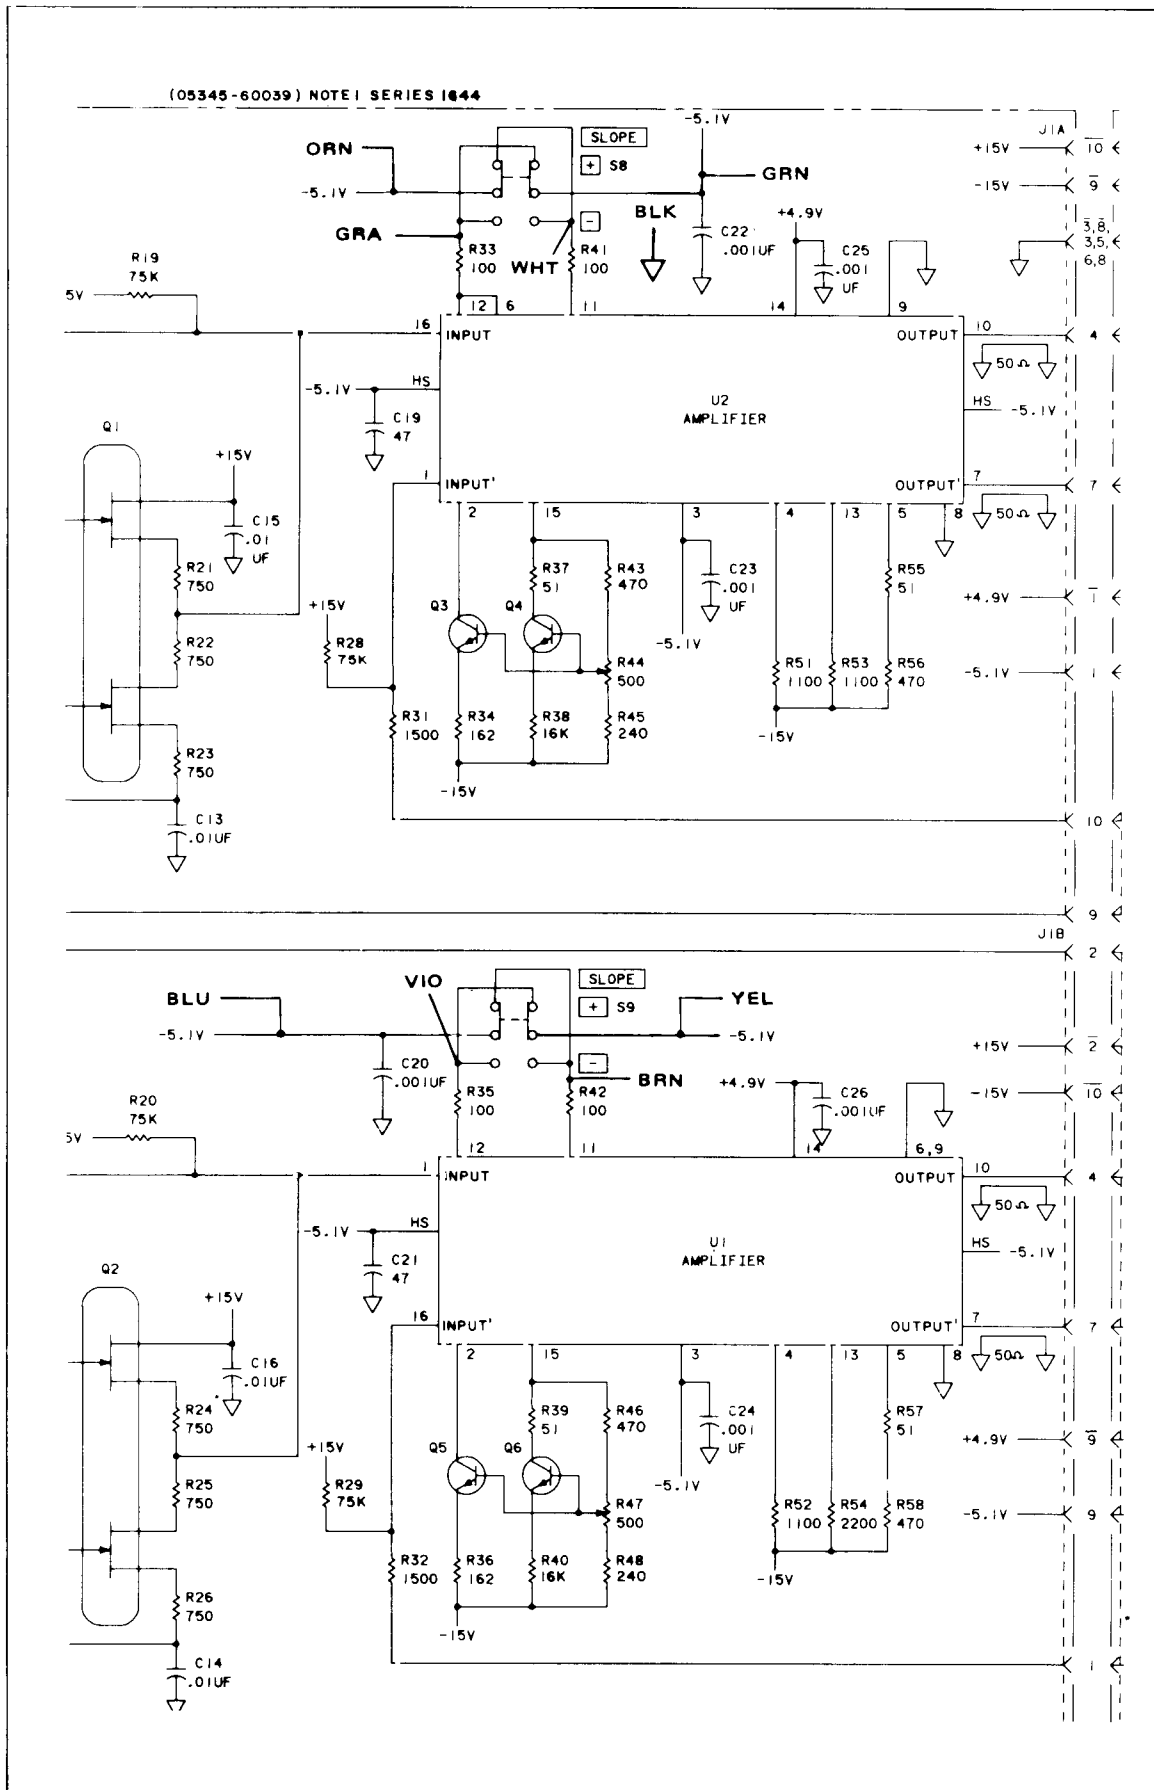 (05345-60039) NOTE1 SERIES 1644
-5.1V
J1A
SLOPE
+15V
10
ORN
+ S8
GRN
-5.1V
-15V
9
BLK
-
+4.9V
3,8,
3,5,
6,8
GRA
C22
.001UF
R33
100
WHT
R41
100
C25
.001
UF
R19
75K
5V
12
6
11
14
9
16
INPUT
OUTPUT
10
4
50Ω
-5.1V
HS
U2
AMPLIFIER
HS
-5.1V
C19
47
Q1
+15V
1
INPUT'
OUTPUT'
7
7
2
15
3
4
13
5
8
50Ω
C15
.01
UF
R21
750
R37
51
R43
470
C23
.001
UF
R55
51
+15V
Q3
Q4
+4.9V
1
R22
750
R28
75K
-5.1V
R44
500
R51
1100
R53
1100
R56
470
-5.1V
1
R31
1500
R34
162
R38
16K
R45
240
-15V
R23
750
-15V
C13
.01UF
10
9
J1B
2
VIO
SLOPE
BLU
+ S9
YEL
-5.1V
-5.1V
+15V
2
C20
.001UF
-
BRN
+4.9V
-15V
10
R35
100
R42
100
C26
.001UF
R20
75K
5V
12
11
14
6,9
1
INPUT
OUTPUT
10
4
50Ω
-5.1V
HS
U1
AMPLIFIER
HS
-5.1V
C21
47
Q2
+15V
16
INPUT'
OUTPUT'
7
7
2
15
3
4
13
5
8
50Ω
C16
.01UF
R24
750
R39
51
R46
470
C24
.001
UF
R57
51
+15V
Q5
Q6
+4.9V
9
R25
750
R29
75K
-5.1V
R47
500
R52
1100
R54
2200
R58
470
-5.1V
9
R32
1500
R36
162
R40
16K
R48
240
-15V
R26
750
-15V
C14
.01UF
1